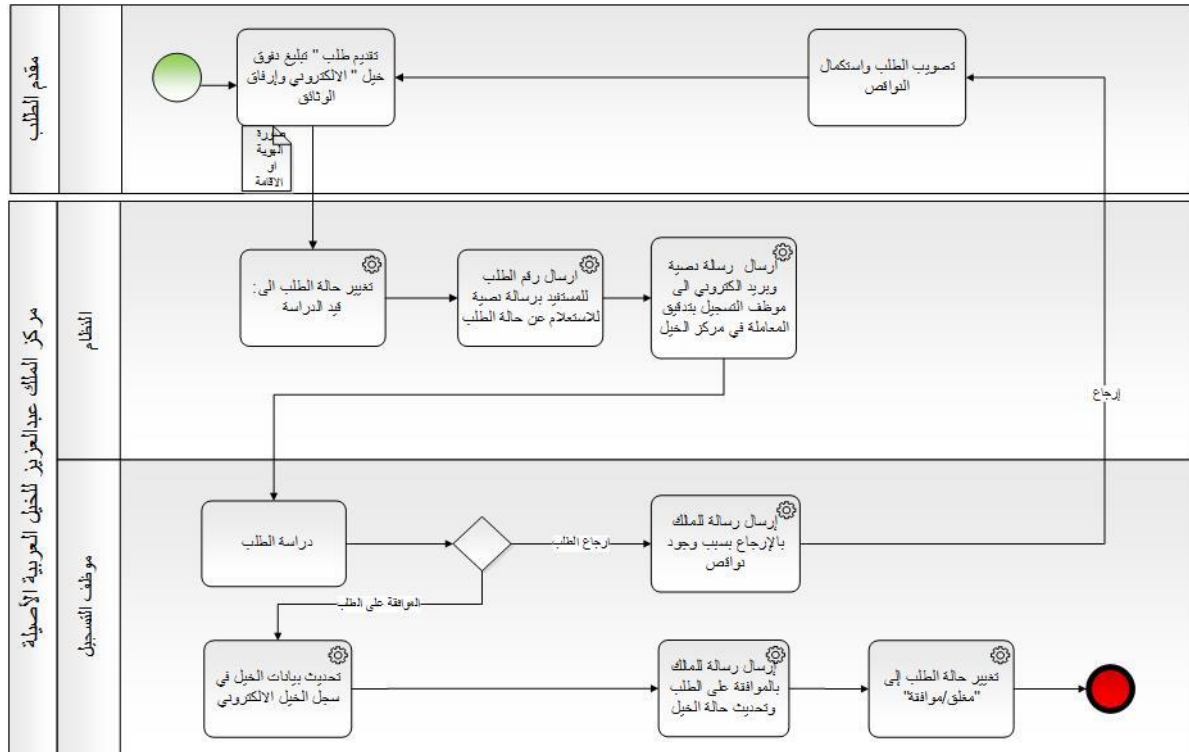 مقدم الطلب
تقديم طلب " تبليغ نفوق
خيل " الالكتروني وإرفاق
الوثائق
صورة
الهوية
او
الاقامة
تصويب الطلب واستكمال
النواقص
مركز الملك عبدالعزيز للخيل العربية الأصيلة
النظام
تغيير حالة الطلب الى:
قيد الدراسة
ارسال رقم الطلب
للمستفيد برسالة نصية
للاستعلام عن حالة الطلب
ارسال رسالة نصية
وبريد الكتروني الى
موظف التسجيل بتدقيق
المعاملة في مركز الخيل
إرجاع
موظف التسجيل
دراسة الطلب
ارجاع الطلب
إرسال رسالة للمالك
بالإرجاع بسبب وجود
نواقص
الموافقة على الطلب
تحديث بيانات الخيل في
سجل الخيل الالكتروني
إرسال رسالة للمالك
بالموافقة على الطلب
وتحديث حالة الخيل
تغيير حالة الطلب إلى
"مغلق/موافقة"